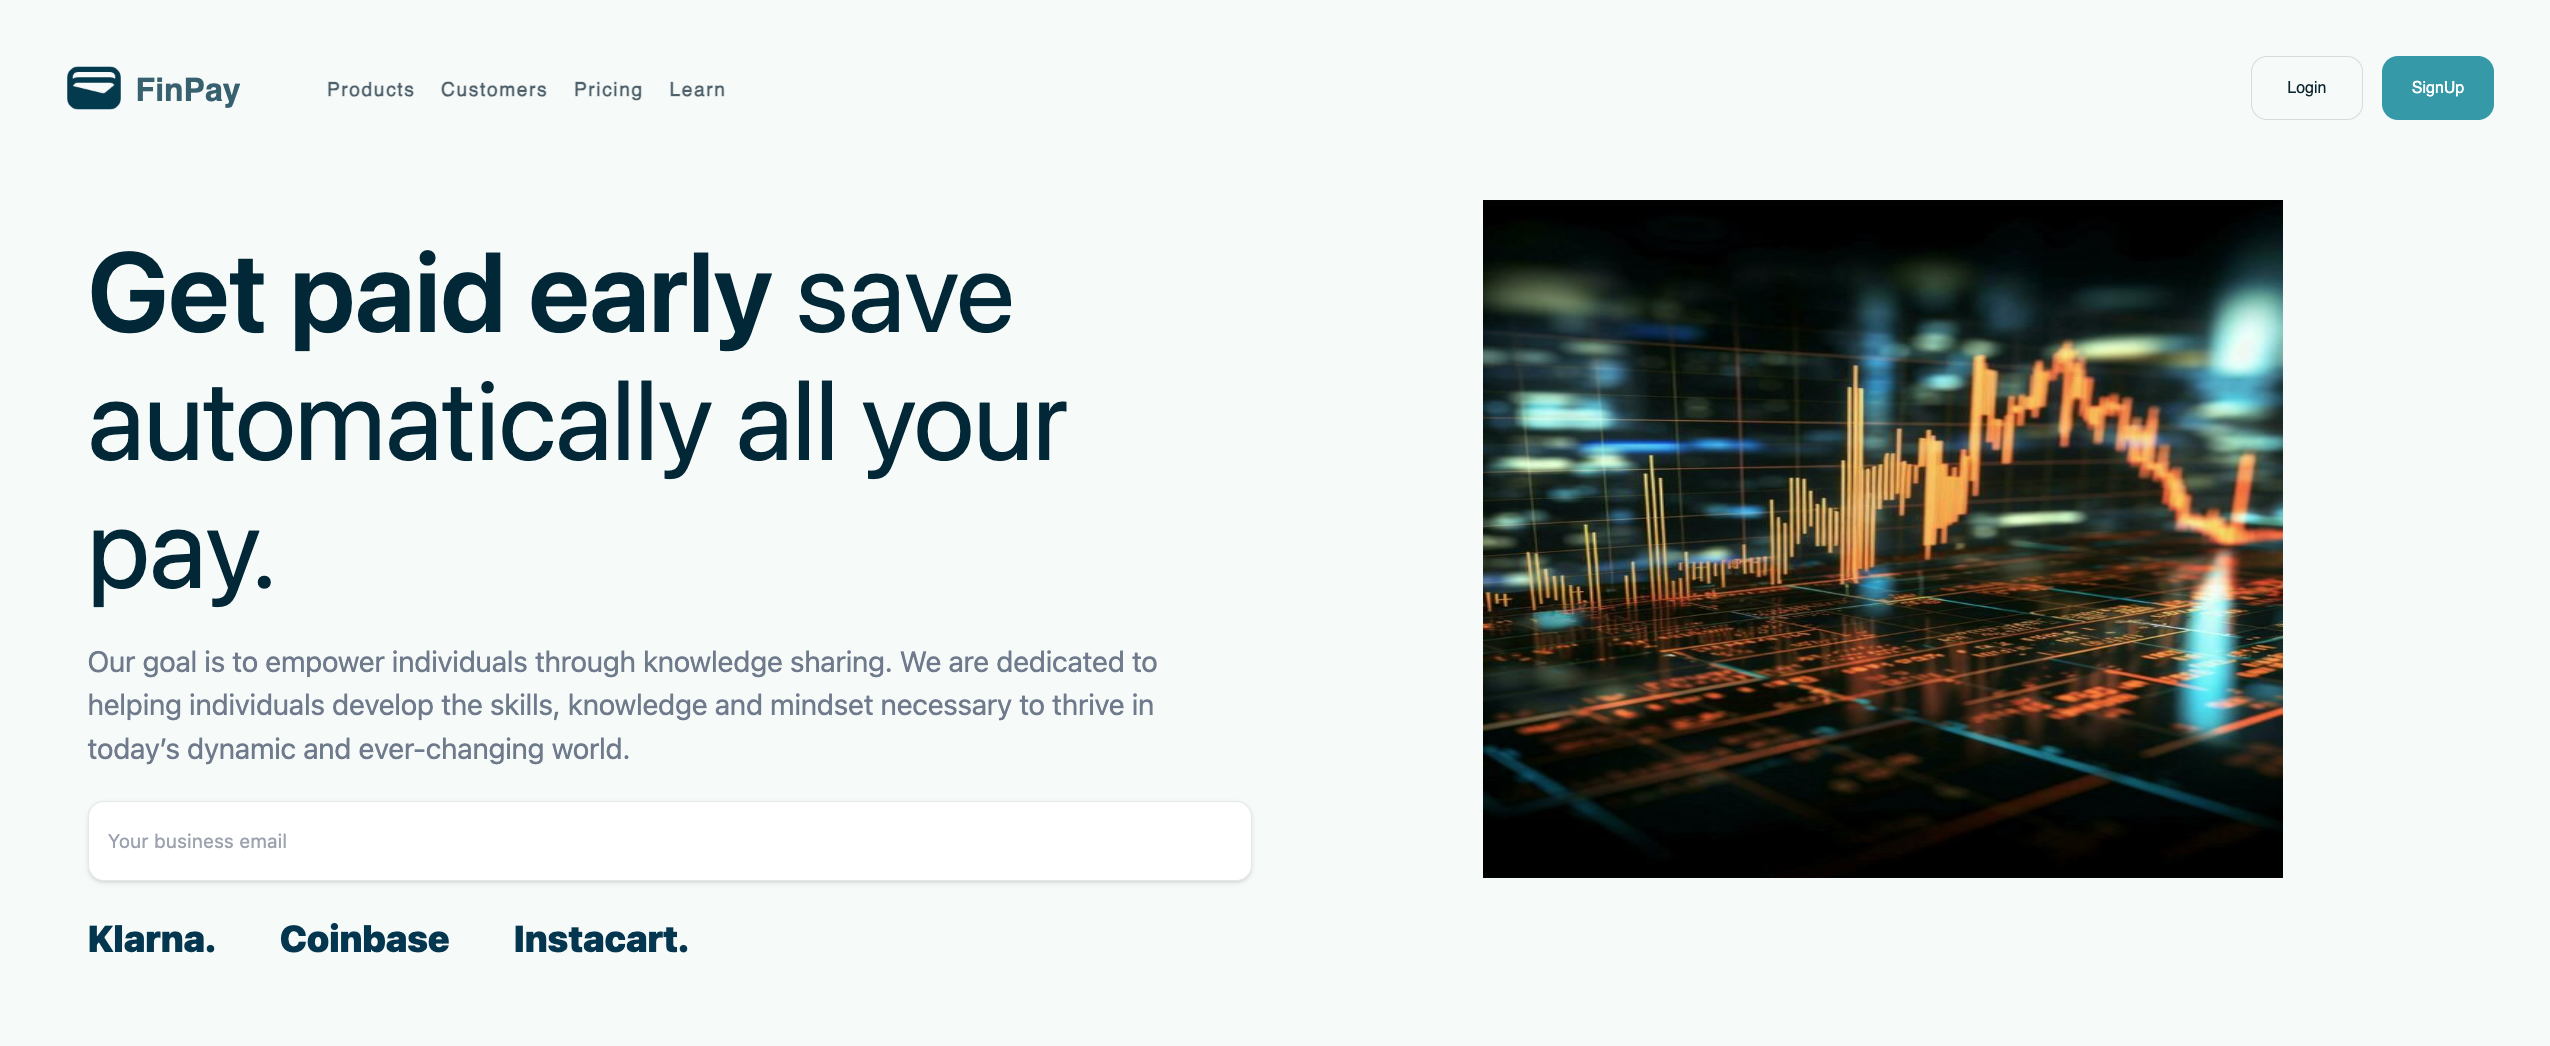 FinPay
Products Customers Pricing Learn
Login
SignUp
Get paid early save
automatically all your
pay.
Our goal is to empower individuals through knowledge sharing. We are dedicated to
helping individuals develop the skills, knowledge and mindset necessary to thrive in
today’s dynamic and ever-changing world.
Your business email
Klarna. Coinbase Instacart.